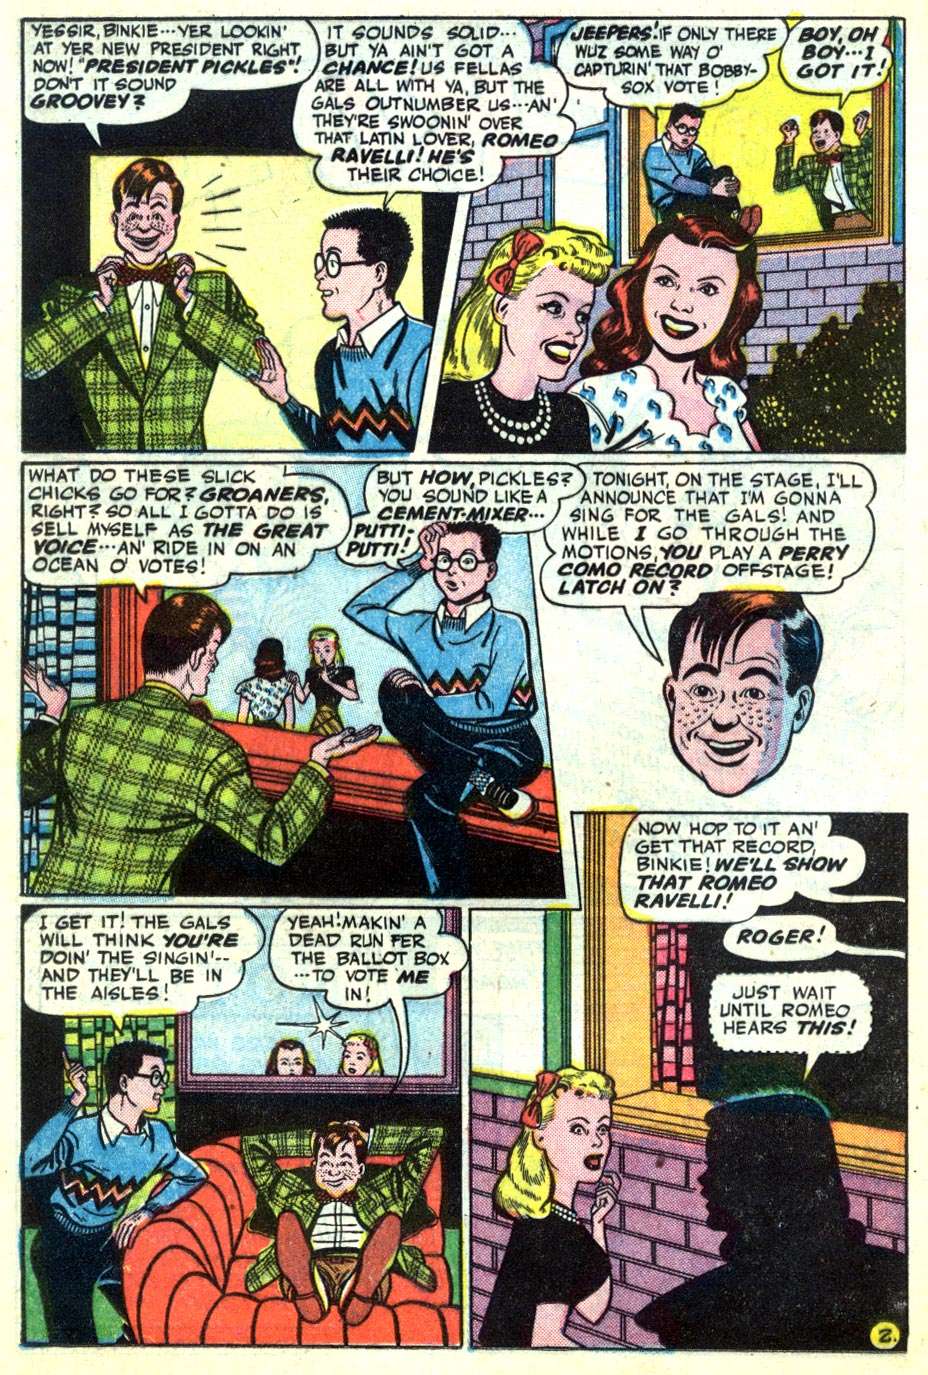 YESSIR, BINKIE---YER LOOKIN'
AT YER NEW PRESIDENT RIGHT
NOW! "PRESIDENT PICKLES"!
DON'T IT SOUND
GROOVEY?
IT SOUNDS SOLID---
BUT YA AIN'T GOT A
CHANCE! US FELLAS
ARE ALL WITH YA, BUT THE
GALS OUTNUMBER US---AN'
THEY'RE SWOONIN' OVER
THAT LATIN LOVER, ROMEO
RAVELLI! HE'S
THEIR CHOICE!
JEEPERS! IF ONLY THERE
WUZ SOME WAY O'
CAPTURIN' THAT BOBBY-
SOX VOTE!
BOY, OH
BOY---I
GOT IT!
WHAT DO THESE SLICK
CHICKS GO FOR? GROANERS,
RIGHT? SO ALL I GOTTA DO IS
SELL MYSELF AS THE GREAT
VOICE---AN' RIDE IN ON AN
OCEAN O' VOTES!
BUT HOW, PICKLES?
YOU SOUND LIKE A
CEMENT-MIXER---
PUTTI-
PUTTI!
TONIGHT, ON THE STAGE, I'LL
ANNOUNCE THAT I'M GONNA
SING FOR THE GALS! AND
WHILE I GO THROUGH THE
MOTIONS, YOU PLAY A PERRY
COMO RECORD OFFSTAGE!
LATCH ON?
I GET IT! THE GALS
WILL THINK YOU'RE
DOIN' THE SINGIN'--
AND THEY'LL BE IN
THE AISLES!
YEAH! MAKIN' A
DEAD RUN FER
THE BALLOT BOX
---TO VOTE ME
IN!
NOW HOP TO IT AN'
GET THAT RECORD,
BINKIE! WE'LL SHOW
THAT ROMEO
RAVELLI!
ROGER!
JUST WAIT
UNTIL ROMEO
HEARS THIS!
2.